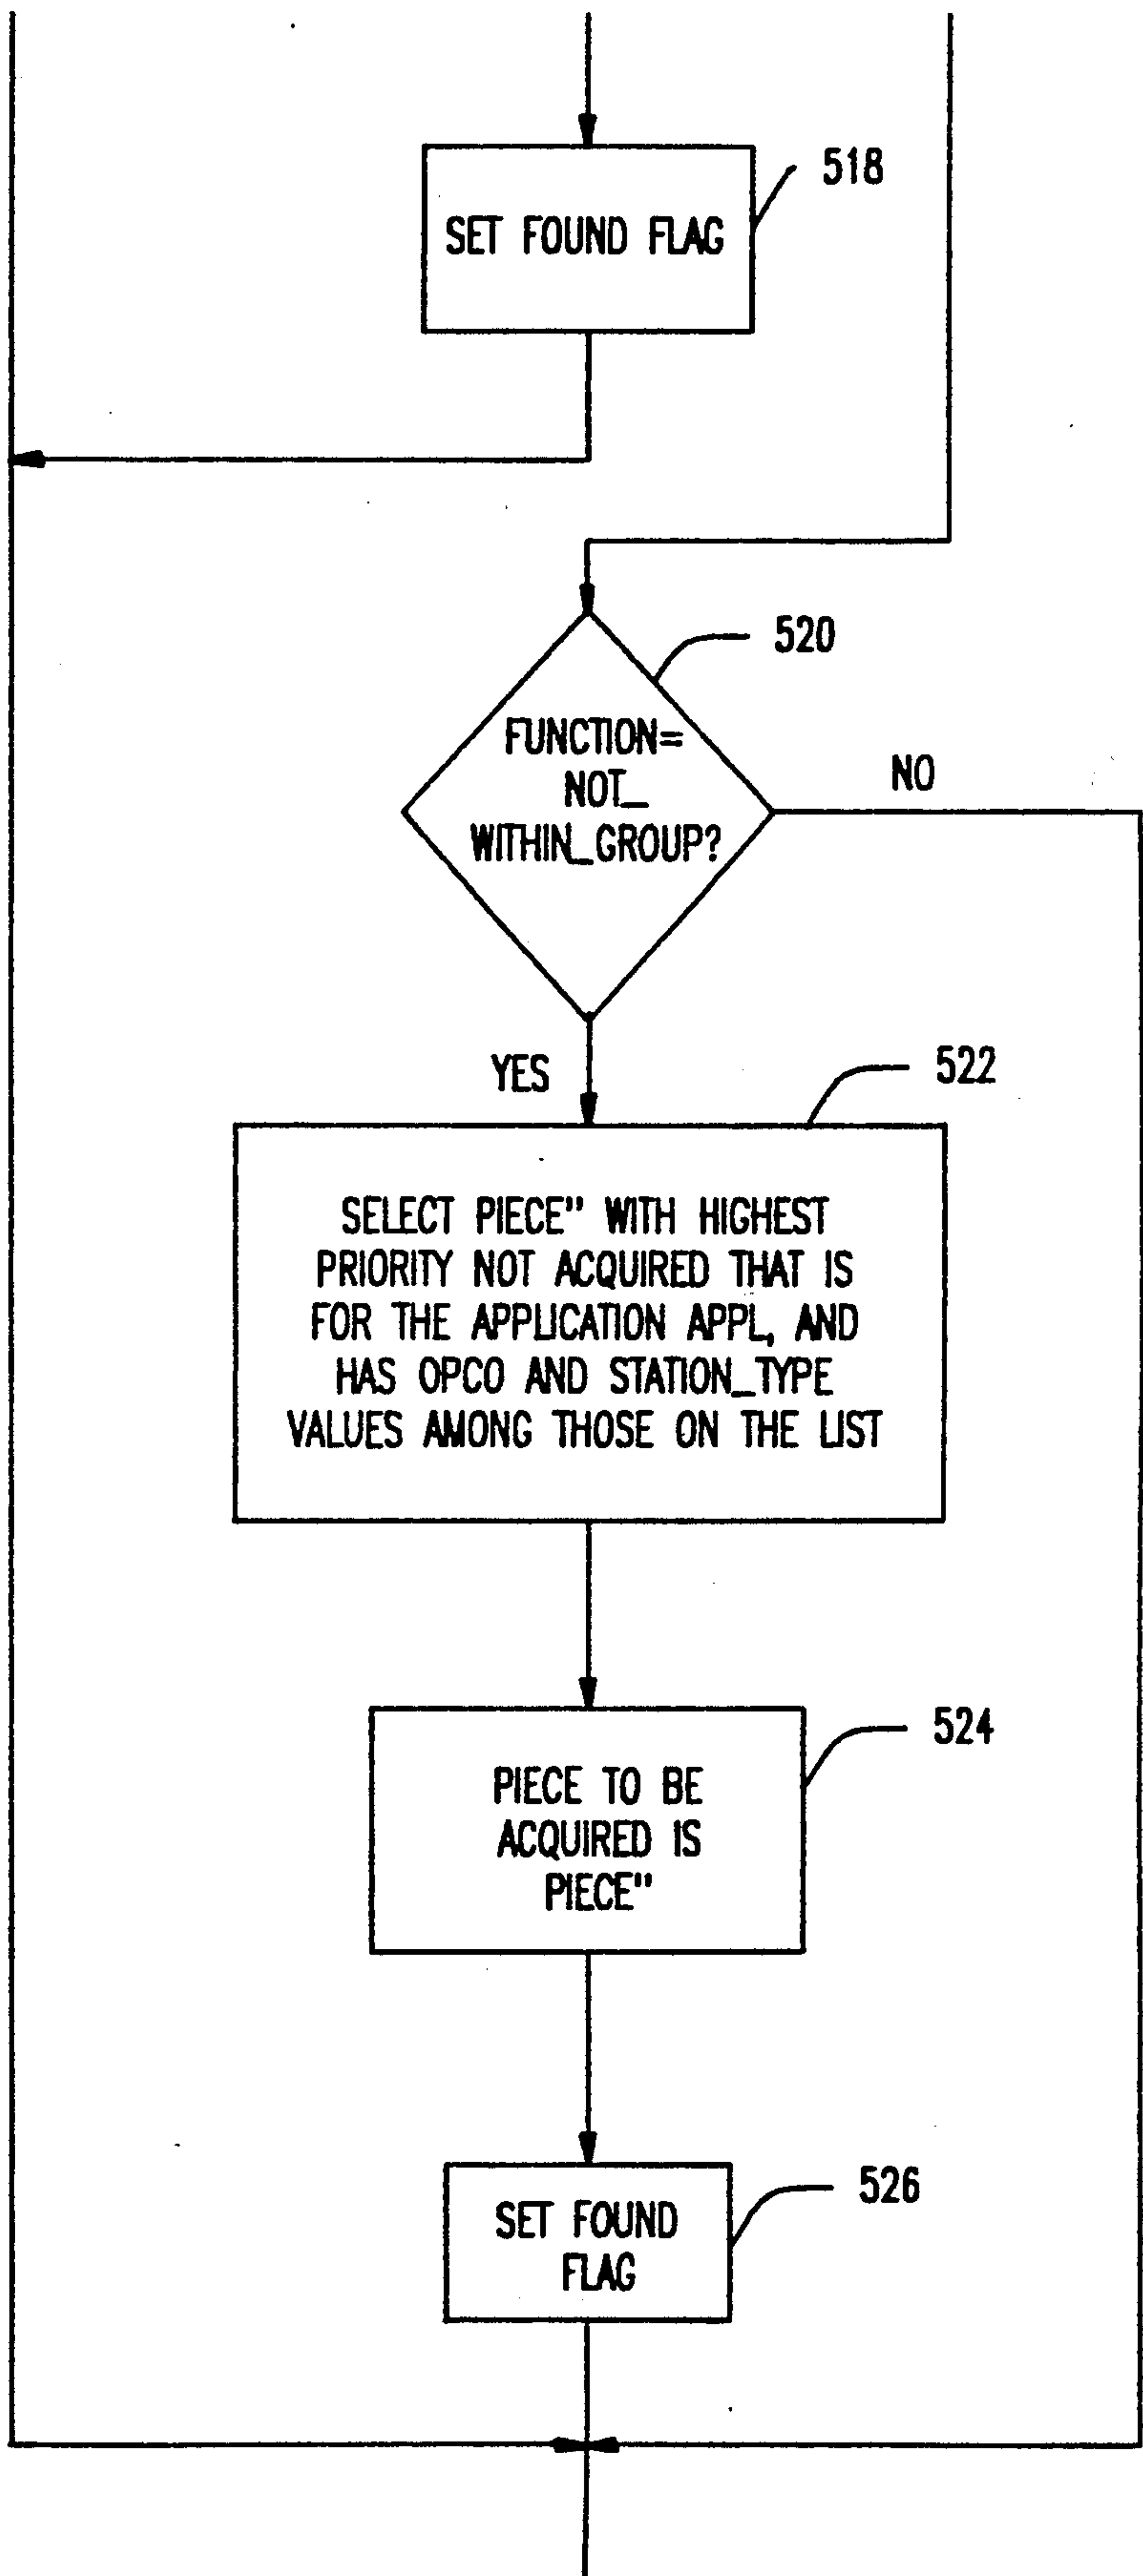 518
SET FOUND FLAG
520
FUNCTION=
NOT_
WITHIN_GROUP?
NO
YES
522
SELECT PIECE" WITH HIGHEST
PRIORITY NOT ACQUIRED THAT IS
FOR THE APPLICATION APPL, AND
HAS OPCO AND STATION_TYPE
VALUES AMONG THOSE ON THE LIST
524
PIECE TO BE
ACQUIRED IS
PIECE"
526
SET FOUND
FLAG